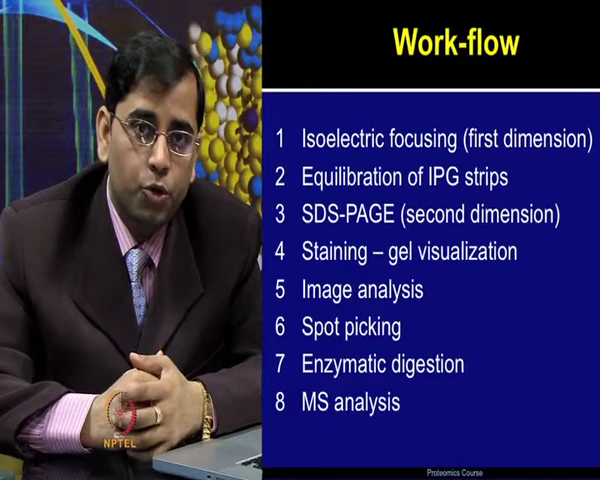 Work-flow
1 Isoelectric focusing (first dimension)
2 Equilibration of IPG strips
3 SDS-PAGE (second dimension)
4 Staining – gel visualization
5 Image analysis
6 Spot picking
7 Enzymatic digestion
8 MS analysis
NPTEL
Proteomics Course